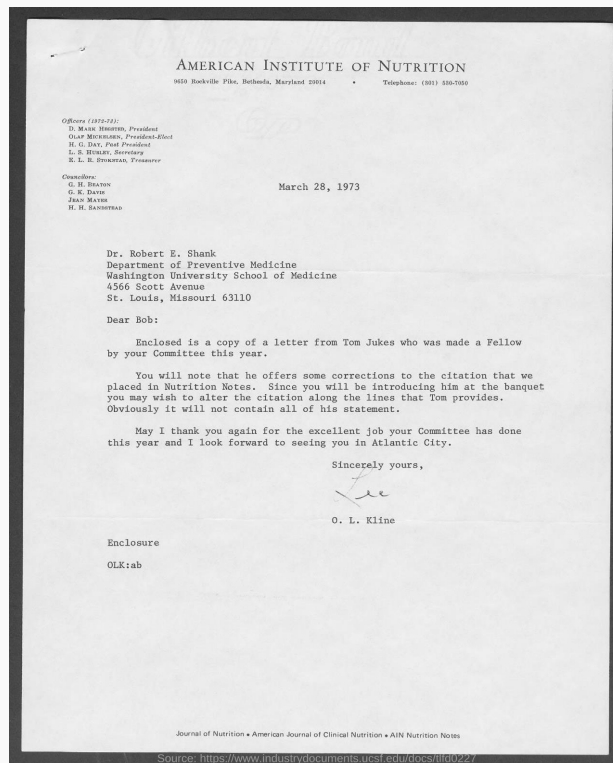 AMERICAN INSTITUTE OF NUTRITION
9650 Rockville Pike, Bethesda, Maryland 20014 • Telephone: (301) 530-7050
Officers (1972-73):
D. MARK HEGSTED, President
OLAF MICKELSEN, President-Elect
H. G. DAY, Past President
L. S. HURLEY, Secretary
E. L. R. STOKSTAD, Treasurer
Councilors:
G. H. BEATON
G. K. DAVIS
JEAN MAYER
H. H. SANDSTEAD
March 28, 1973
Dr. Robert E. Shank
Department of Preventive Medicine
Washington University School of Medicine
4566 Scott Avenue
St. Louis, Missouri 63110
Dear Bob:
Enclosed is a copy of a letter from Tom Jukes who was made a Fellow
by your Committee this year.
You will note that he offers some corrections to the citation that we
placed in Nutrition Notes. Since you will be introducing him at the banquet
you may wish to alter the citation along the lines that Tom provides.
Obviously it will not contain all of his statement.
May I thank you again for the excellent job your Committee has done
this year and I look forward to seeing you in Atlantic City.
Sincerely yours,
Lee
O. L. Kline
Enclosure
OLK:ab
Journal of Nutrition • American Journal of Clinical Nutrition • AIN Nutrition Notes
Source: https://www.industrydocuments.ucsf.edu/docs/tlfd0227